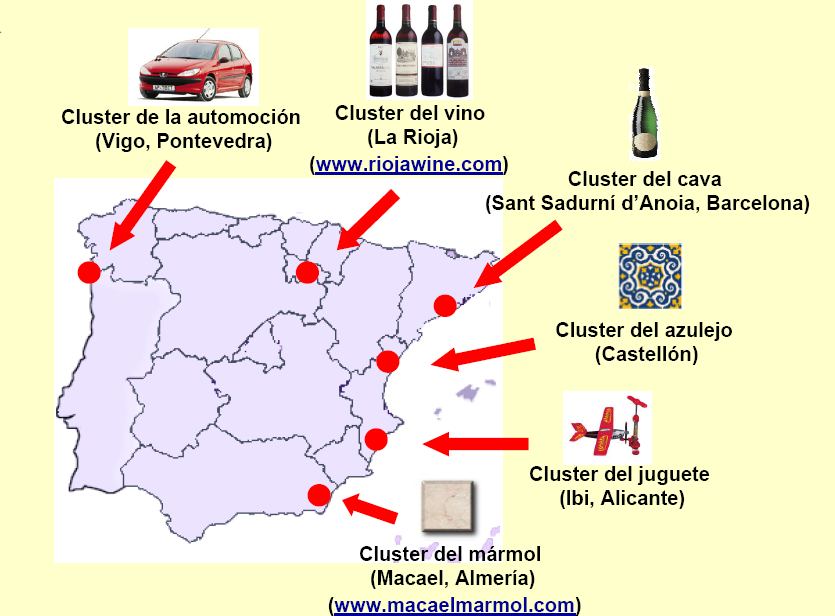 Cluster de la automoción
(Vigo, Pontevedra)
Cluster del vino
(La Rioja)
(www.riojawine.com)
Cluster del cava
(Sant Sadurní d’Anoia, Barcelona)
Cluster del azulejo
(Castellón)
Cluster del juguete
(Ibi, Alicante)
Cluster del mármol
(Macael, Almería)
(www.macaelmarmol.com)